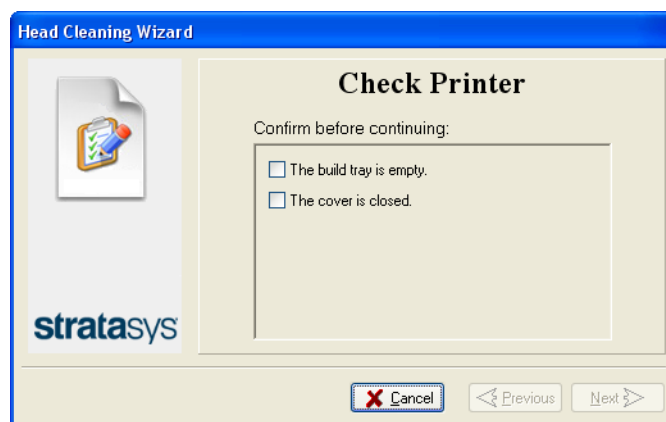 Head Cleaning Wizard
Check Printer
Confirm before continuing:
The build tray is empty.
The cover is closed.
stratasys
Cancel
Previous
Next